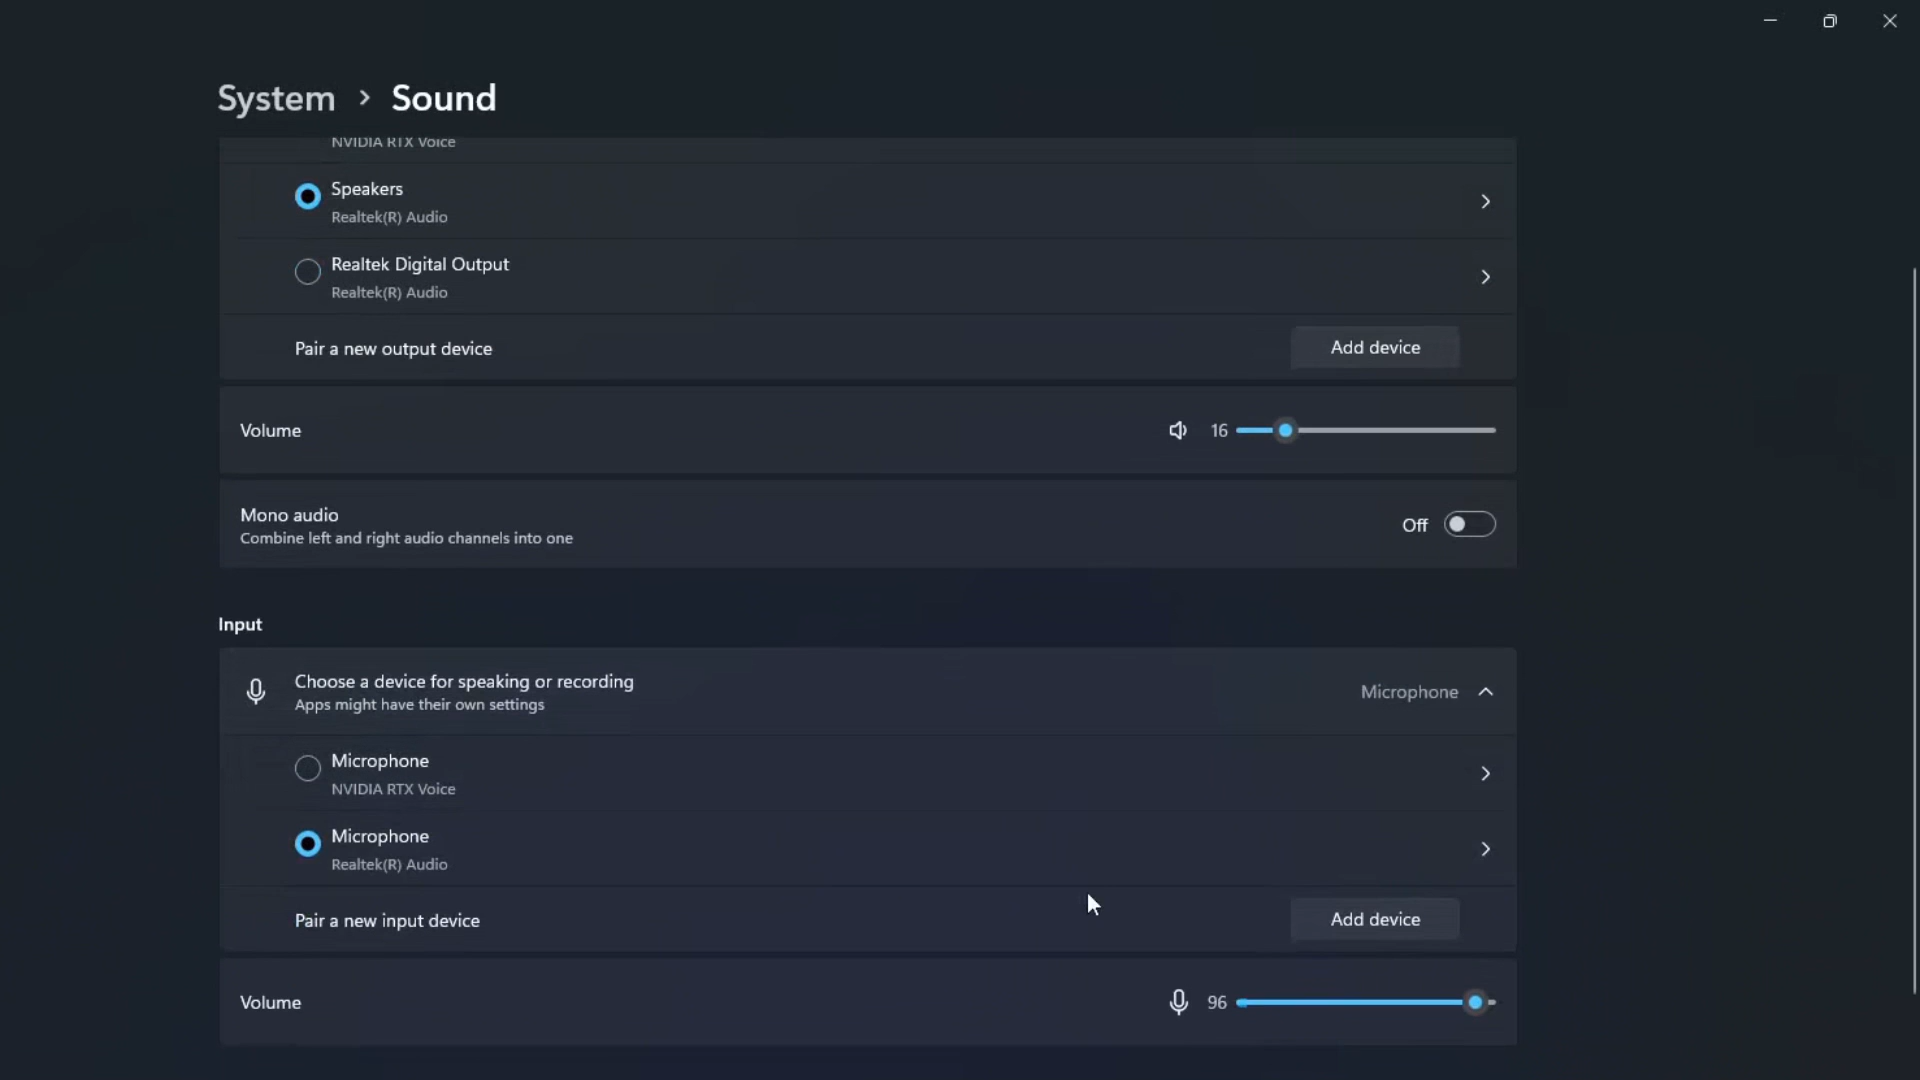 System > Sound
NVIDIA RTX Voice
Speakers
Realtek(R) Audio
Realtek Digital Output
Realtek(R) Audio
Pair a new output device
Add device
Volume
16
Mono audio
Combine left and right audio channels into one
Off
Input
Choose a device for speaking or recording
Apps might have their own settings
Microphone
Microphone
NVIDIA RTX Voice
Microphone
Realtek(R) Audio
Pair a new input device
Add device
Volume
96